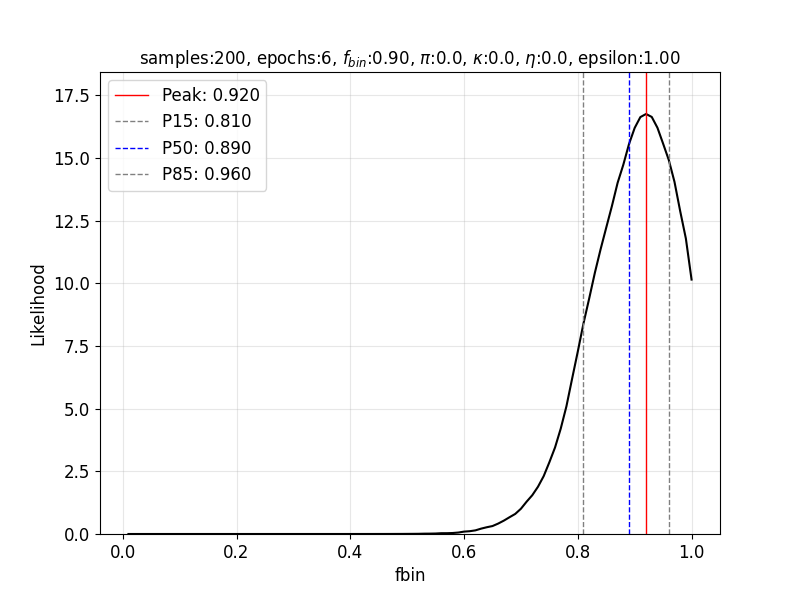 samples:200, epochs:6, f_bin:0.90, π:0.0, κ:0.0, η:0.0, epsilon:1.00
Peak: 0.920
P15: 0.810
P50: 0.890
P85: 0.960
17.5
15.0
12.5
10.0
7.5
5.0
2.5
0.0
Likelihood
0.0 0.2 0.4 0.6 0.8 1.0
fbin